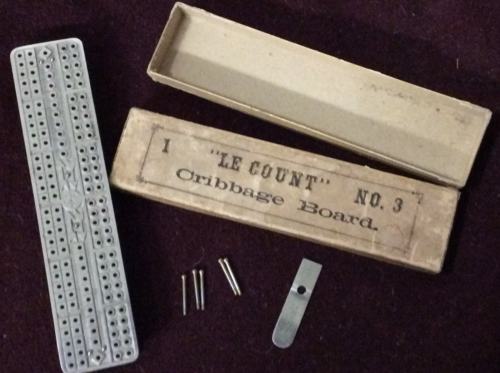 1 "LE COUNT" NO. 3
Cribbage Board.